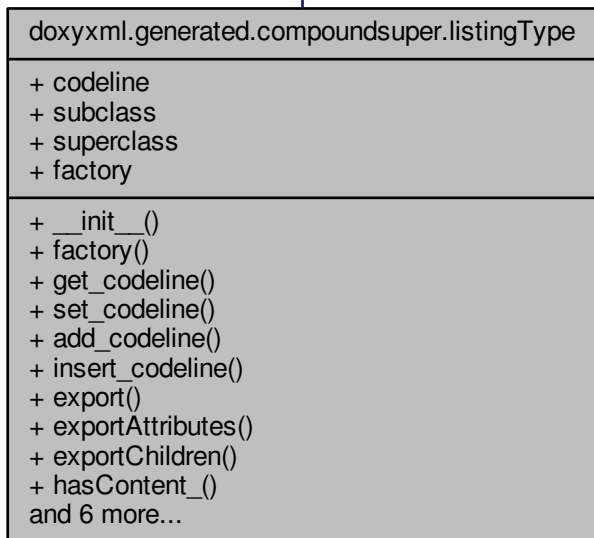 doxyxml.generated.compoundsuper.listingType
+ codeline
+ subclass
+ superclass
+ factory
+ __init__()
+ factory()
+ get_codeline()
+ set_codeline()
+ add_codeline()
+ insert_codeline()
+ export()
+ exportAttributes()
+ exportChildren()
+ hasContent_()
and 6 more...